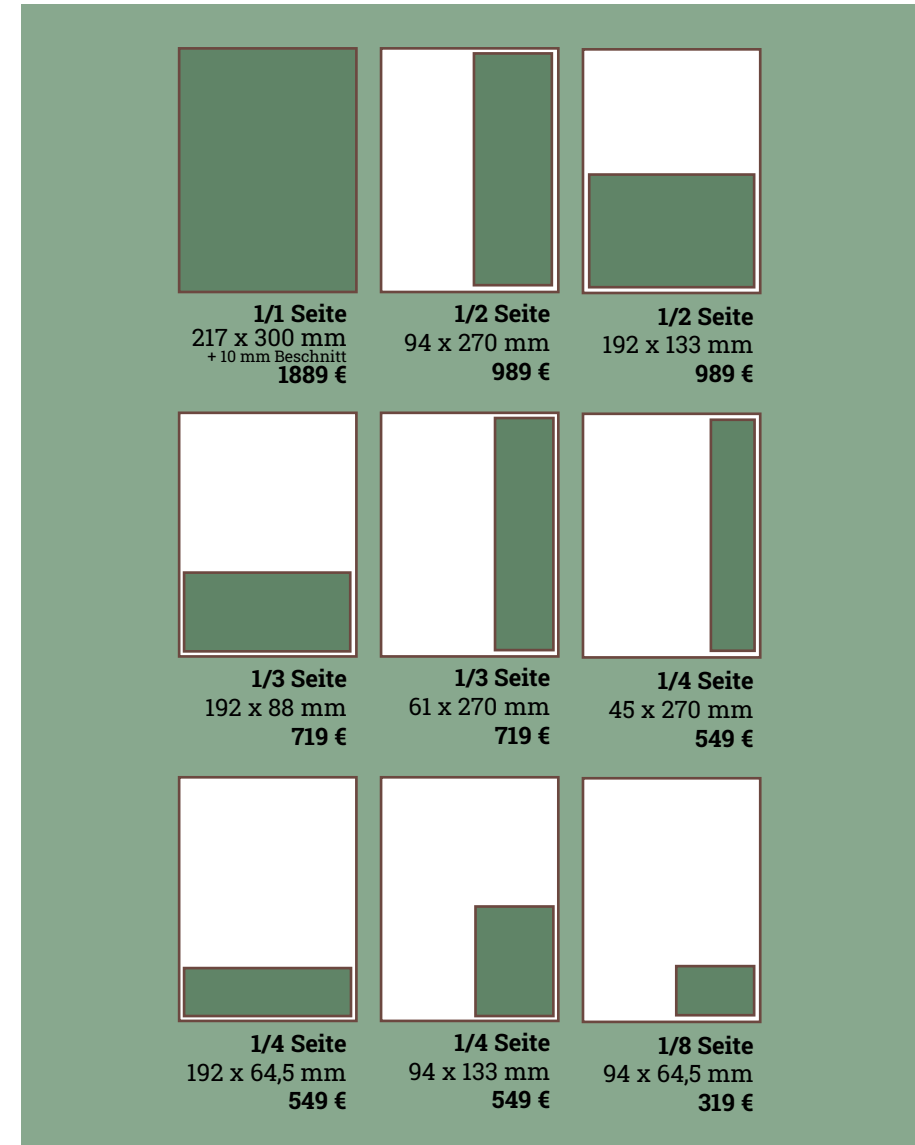 1/1 Seite
217 x 300 mm
+ 10 mm Beschnitt
1889 €
1/2 Seite
94 x 270 mm
989 €
1/2 Seite
192 x 133 mm
989 €
1/3 Seite
192 x 88 mm
719 €
1/3 Seite
61 x 270 mm
719 €
1/4 Seite
45 x 270 mm
549 €
1/4 Seite
192 x 64,5 mm
549 €
1/4 Seite
94 x 133 mm
549 €
1/8 Seite
94 x 64,5 mm
319 €